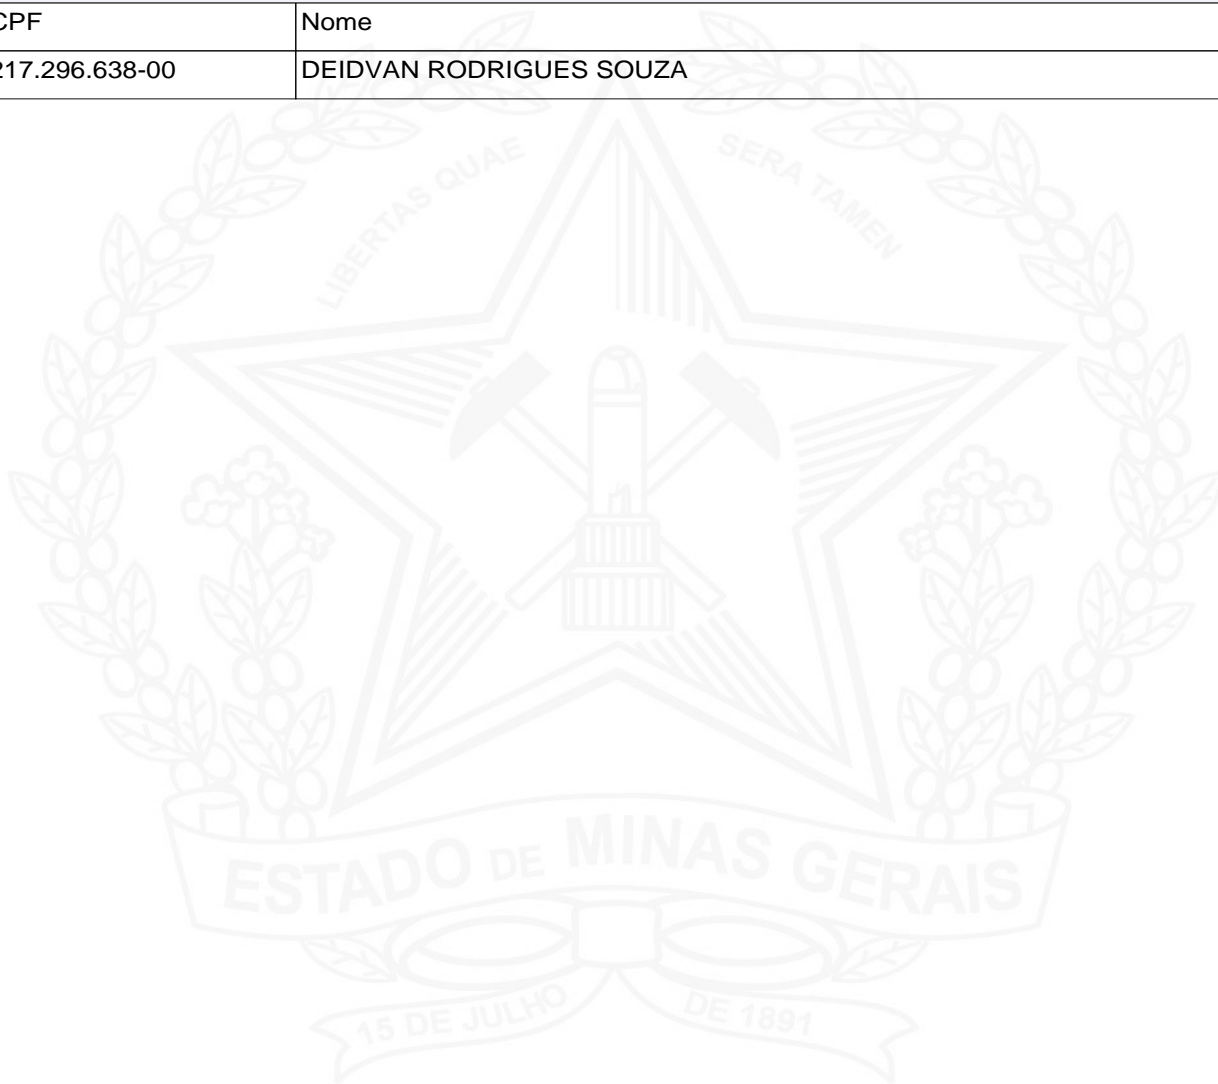 CPF Nome
217.296.638-00 DEIDVAN RODRIGUES SOUZA
LIBERTAS QUAE SERA TAMEN
ESTADO DE MINAS GERAIS
15 DE JULHO DE 1891